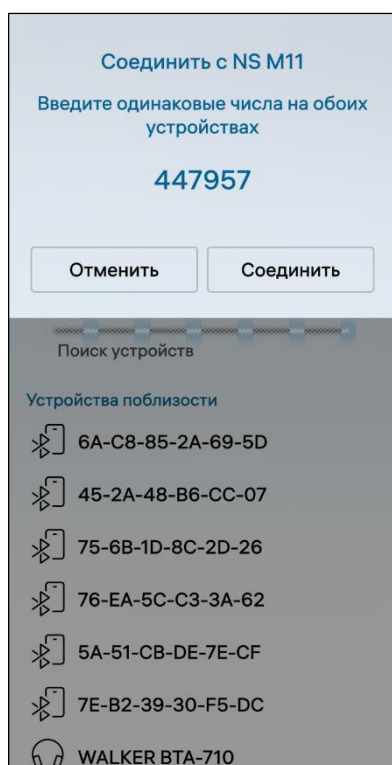 Соединить с NS M11
Введите одинаковые числа на обоих
устройствах
447957
Отменить
Соединить
Поиск устройств
Устройства поблизости
6A-C8-85-2A-69-5D
45-2A-48-B6-CC-07
75-6B-1D-8C-2D-26
76-EA-5C-C3-3A-62
5A-51-CB-DE-7E-CF
7E-B2-39-30-F5-DC
WALKER BTA-710